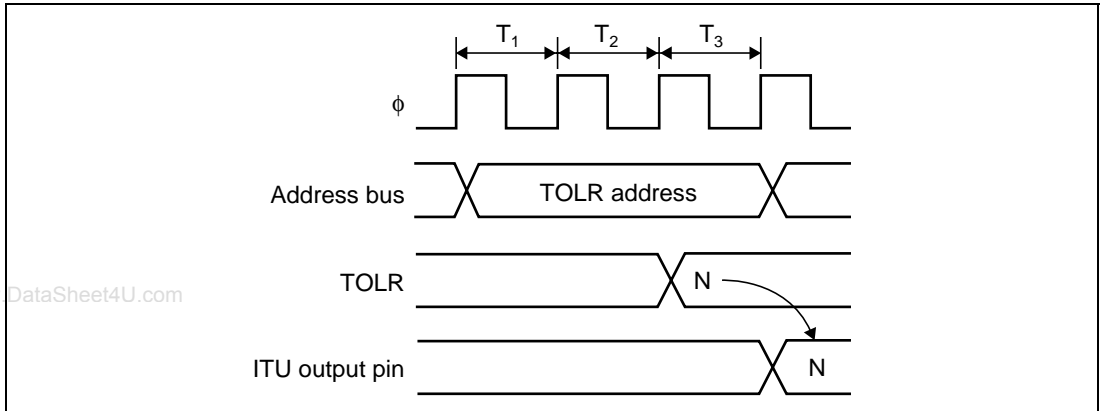 T1 T2 T3
φ
Address bus TOLR address
TOLR N
.DataSheet4U.com
ITU output pin N